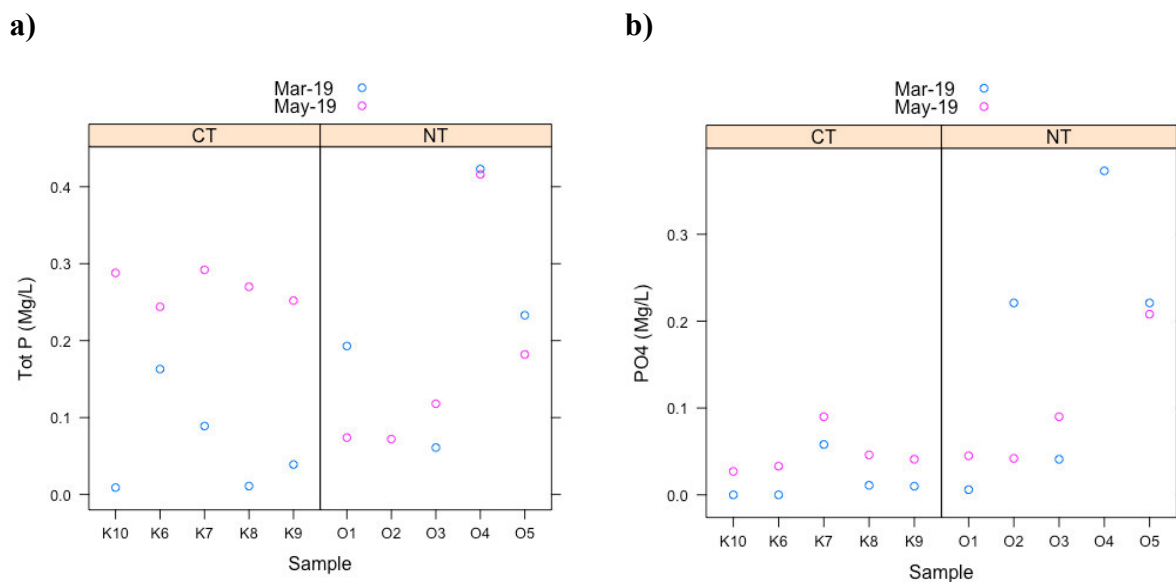 a)
Mar-19
May-19
CT NT
Tot P (Mg/L)
0.4
0.3
0.2
0.1
0.0
K10 K6 K7 K8 K9 O1 O2 O3 O4 O5
Sample
b)
Mar-19
May-19
CT NT
PO4 (Mg/L)
0.3
0.2
0.1
0.0
K10 K6 K7 K8 K9 O1 O2 O3 O4 O5
Sample